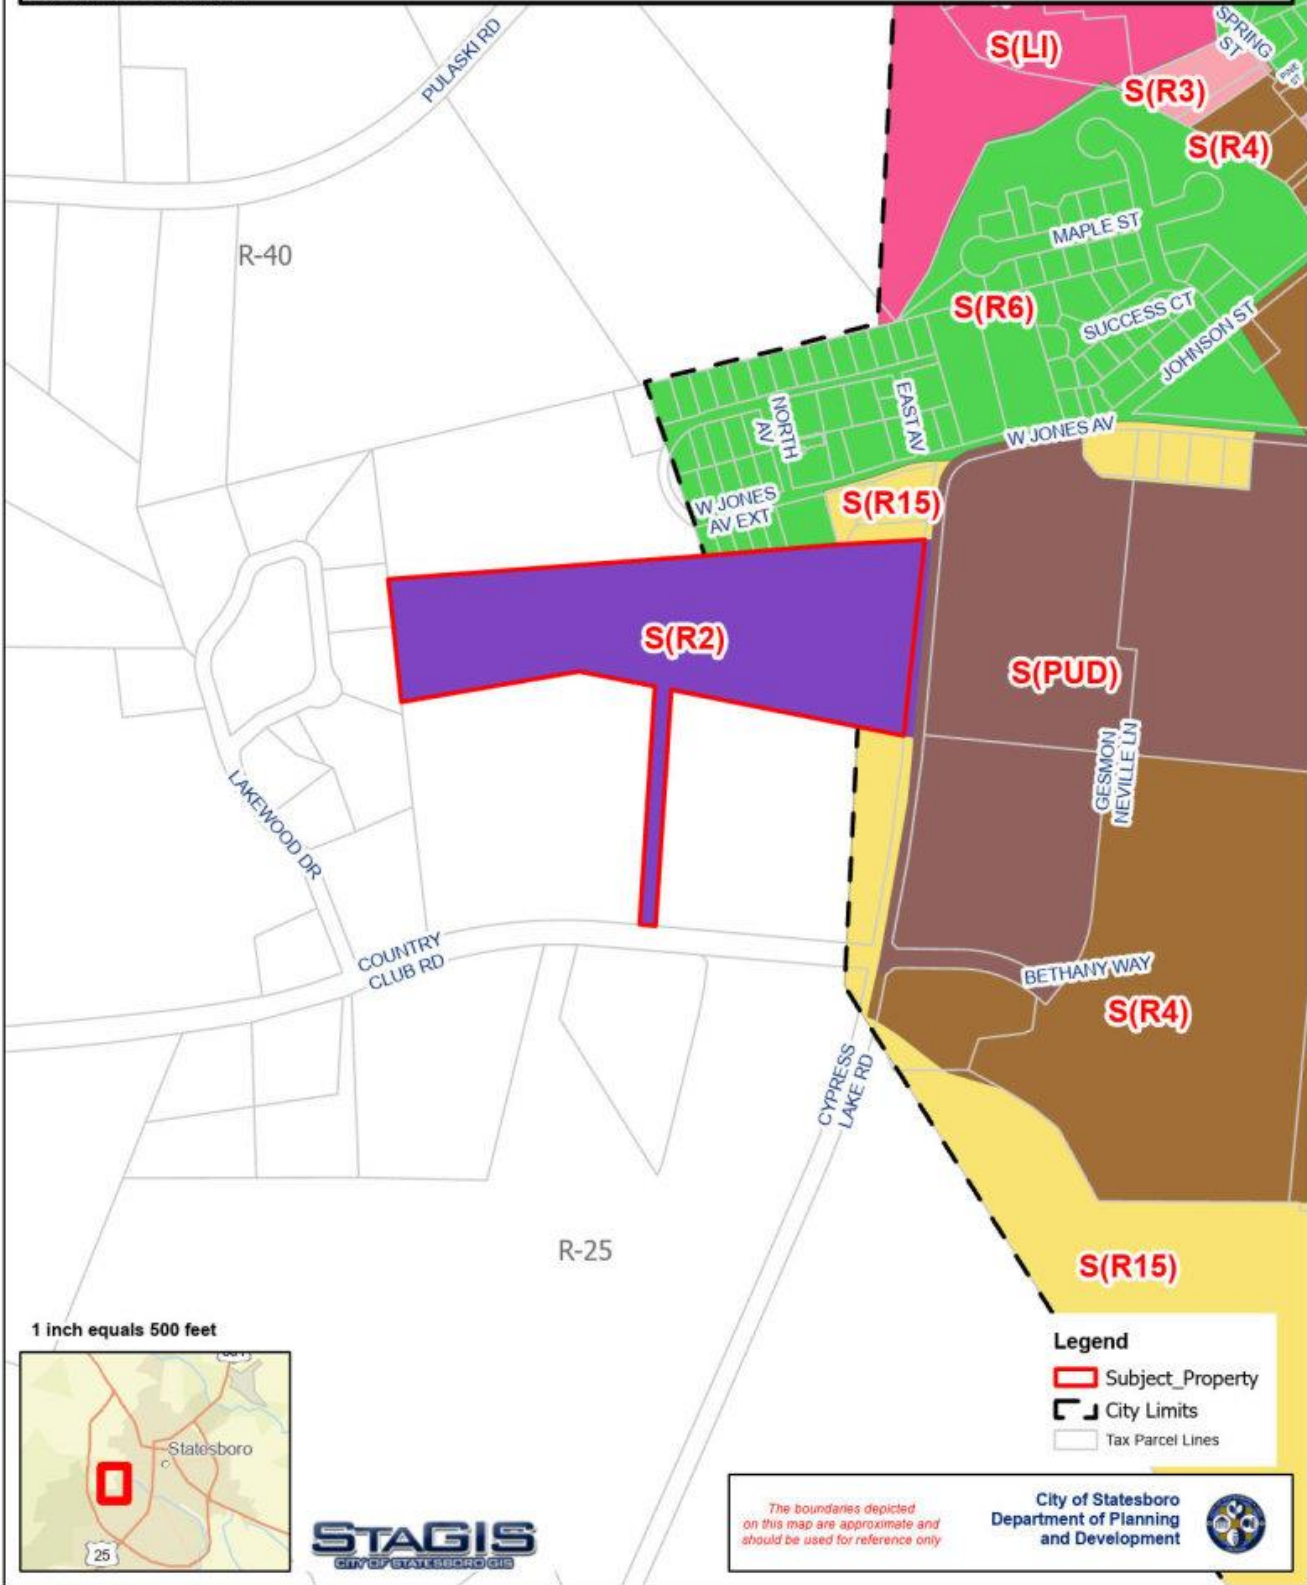 PULASKI RD
S(LI)
SPRING
ST
S(R3)
PINE
ST
S(R4)
R-40
MAPLE ST
S(R6)
SUCCESS CT
JOHNSON ST
NORTH
AV
EAST AV
W JONES AV
W JONES
AV EXT
S(R15)
S(R2)
S(PUD)
GESMON
NEVILLE LN
LAKEWOOD DR
COUNTRY
CLUB RD
BETHANY WAY
S(R4)
CYPRESS
LAKE RD
R-25
S(R15)
1 inch equals 500 feet
Statesboro
25
Legend
Subject_Property
City Limits
Tax Parcel Lines
STAGIS
CITY OF STATESBORO GIS
The boundaries depicted
on this map are approximate and
should be used for reference only
City of Statesboro
Department of Planning
and Development